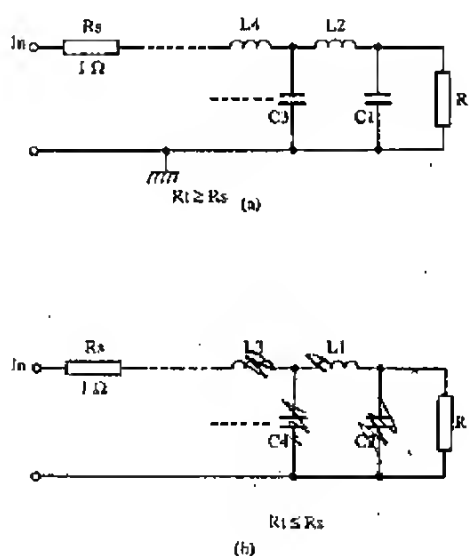 In Rs L4 L2
1 Ω
C3 C1 R
Rt ≥ Rs (a)
In Rs L3 L1
1 Ω
C4 C2 R
Rt ≤ Rs
(b)